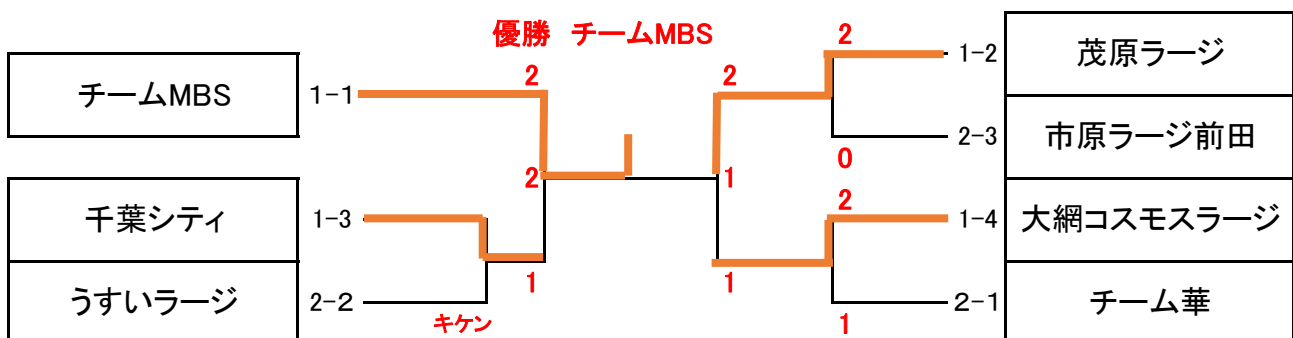 優勝 チームMBS
チームMBS
1-1
2
千葉シティ
1-3
うすいラージ
2-2
キケン
1
2
1
2
1
2
1-2
茂原ラージ
2-3
市原ラージ前田
0
2
1-4
大網コスモスラージ
2-1
チーム華
1